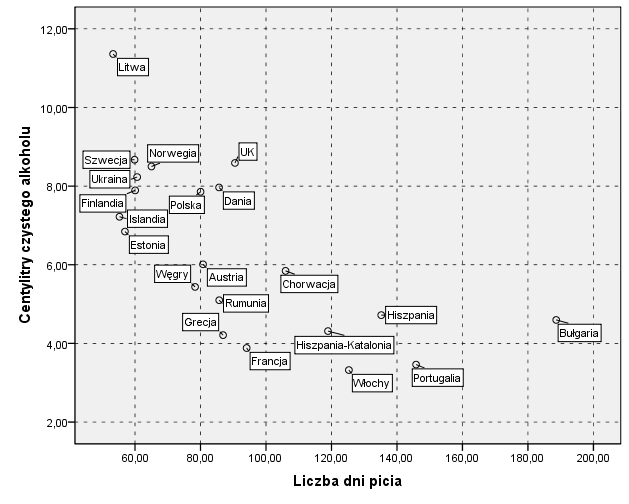 12,00
Litwa
10,00
Centylitry czystego alkoholu
Szwecja
Norwegia
UK
Ukraina
8,00
Finlandia
Polska
Dania
Islandia
Estonia
6,00
Węgry
Austria
Chorwacja
Rumunia
Hiszpania
Grecja
Bułgaria
4,00
Hiszpania-Katalonia
Francja
Włochy
Portugalia
2,00
60,00 80,00 100,00 120,00 140,00 160,00 180,00 200,00
Liczba dni picia